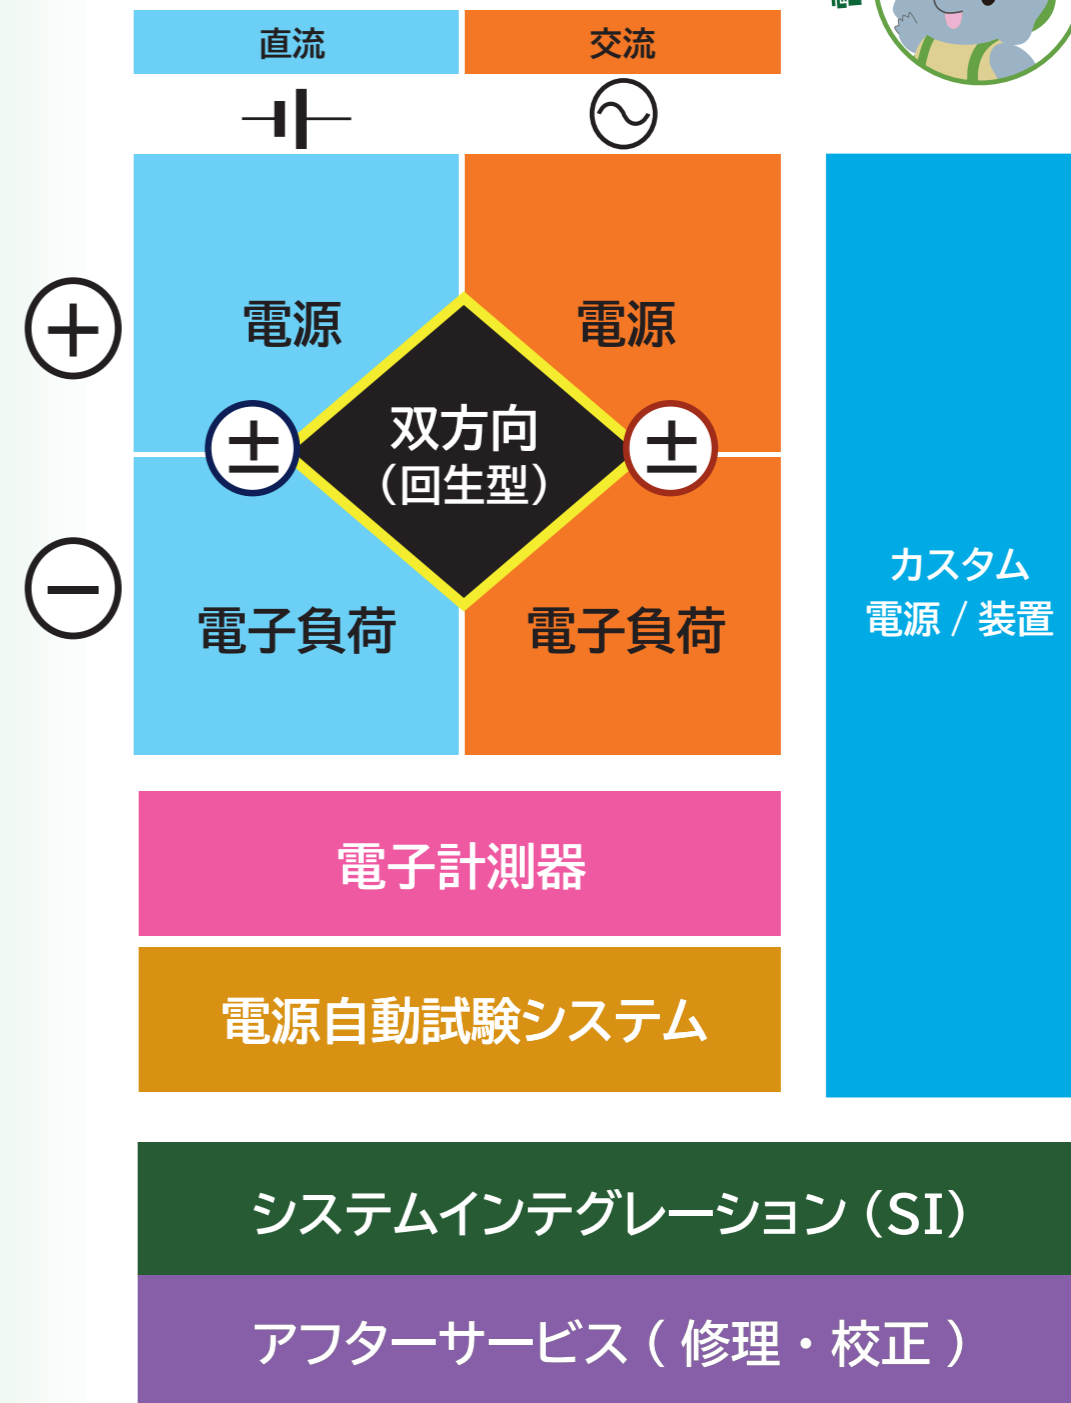 直流
交流
電源
電源
双方向
（回生型）
電子負荷
電子負荷
カスタム
電源 / 装置
電子計測器
電源自動試験システム
システムインテグレーション（SI）
アフターサービス（修理・校正）